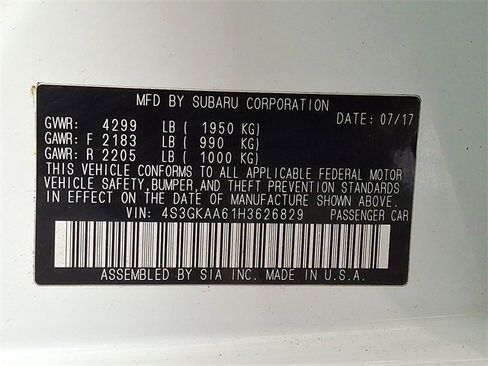 MFD BY SUBARU CORPORATION
DATE: 07/17
GVWR: 4299 LB ( 1950 KG)
GAWR: F 2183 LB ( 990 KG)
GAWR: R 2205 LB ( 1000 KG)
THIS VEHICLE CONFORMS TO ALL APPLICABLE FEDERAL MOTOR
VEHICLE SAFETY, BUMPER, AND THEFT PREVENTION STANDARDS
IN EFFECT ON THE DATE OF MANUFACTURE SHOWN ABOVE.
VIN: 4S3GKAA61H3626829 PASSENGER CAR
ASSEMBLED BY SIA INC. MADE IN U.S.A.